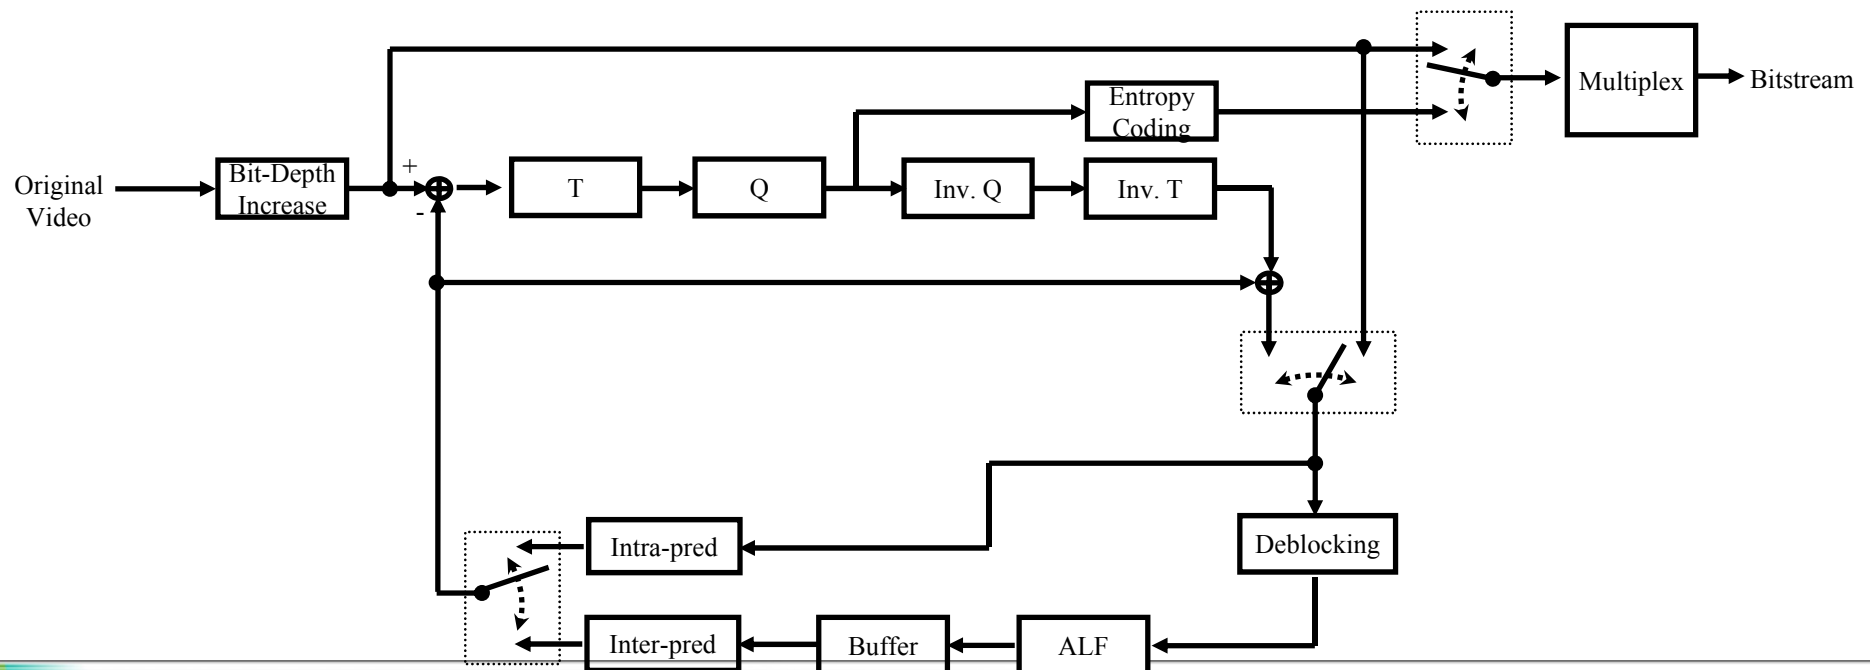 Entropy
Coding
Multiplex
Bitstream
Original
Video
Bit-Depth
Increase
+
-
T
Q
Inv. Q
Inv. T
Intra-pred
Deblocking
Inter-pred
Buffer
ALF